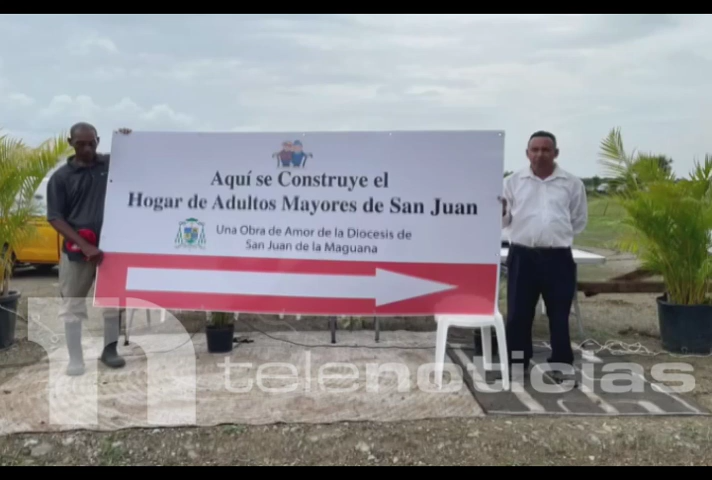 Aquí se Construye el
Hogar de Adultos Mayores de San Juan
Una Obra de Amor de la Diocesis de
San Juan de la Maguana
n telenoticias